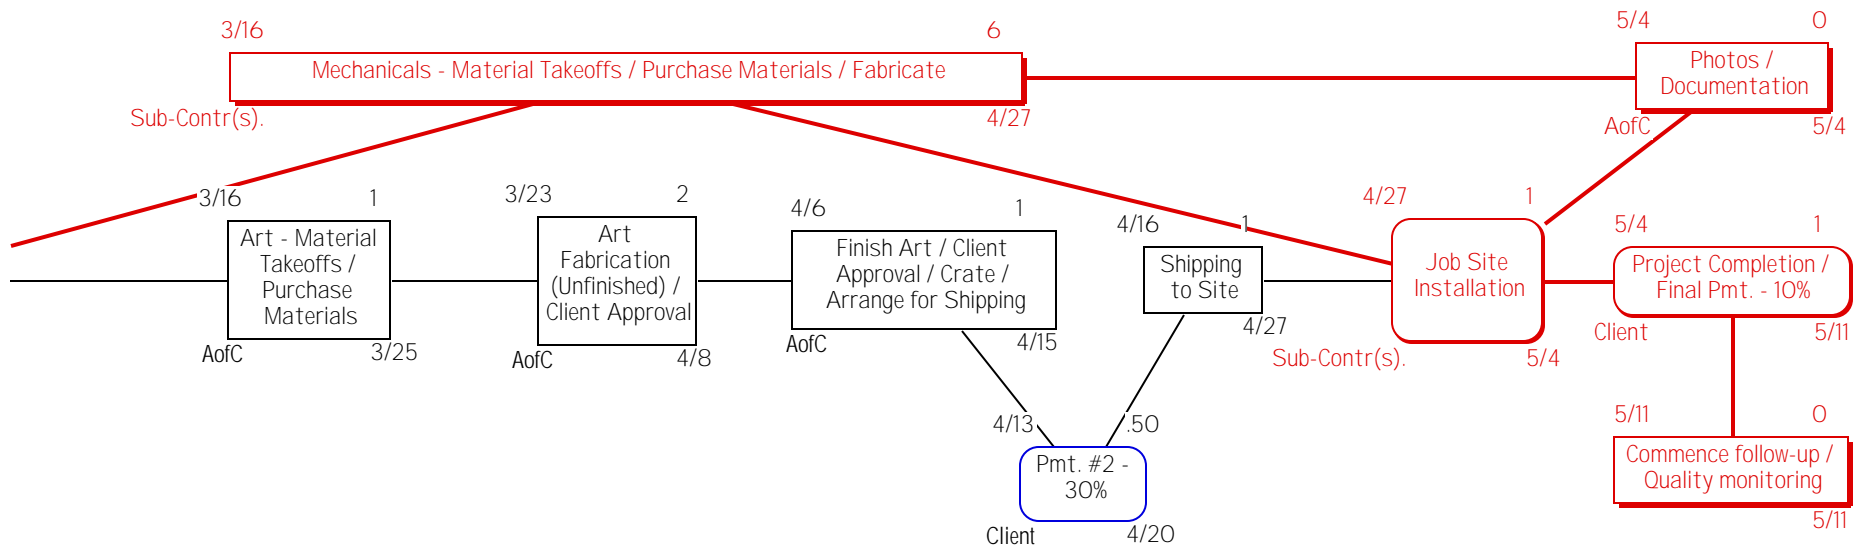 3/16 6
Mechanicals - Material Takeoffs / Purchase Materials / Fabricate
Sub-Contr(s). 4/27
5/4 0
Photos /
Documentation
AofC 5/4
3/16 1
Art - Material
Takeoffs /
Purchase
Materials
AofC 3/25
3/23 2
Art
Fabrication
(Unfinished) /
Client Approval
AofC 4/8
4/6 1
Finish Art / Client
Approval / Crate /
Arrange for Shipping
AofC 4/15
4/16 1
Shipping
to Site
4/27
4/13 .50
Pmt. #2 -
30%
Client 4/20
4/27 1
Job Site
Installation
Sub-Contr(s). 5/4
5/4 1
Project Completion /
Final Pmt. - 10%
Client 5/11
5/11 0
Commence follow-up /
Quality monitoring
5/11